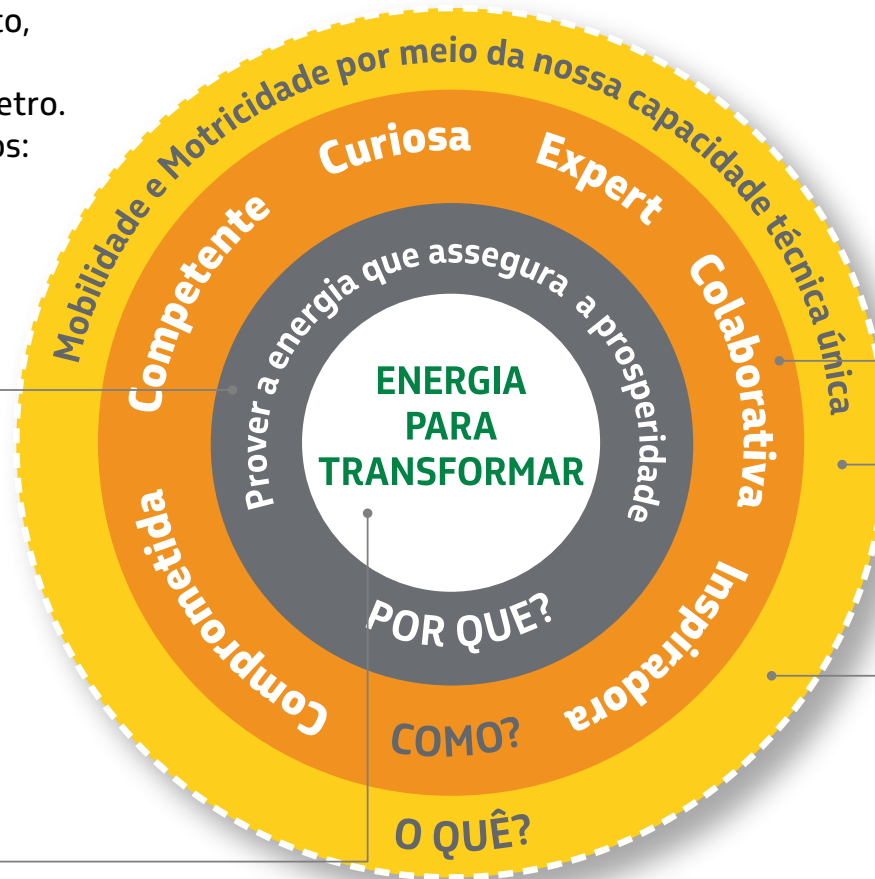 to,
etro.
os:
Mobilidade e Motricidade por meio da nossa capacidade técnica única
Comprometida
Competente
Curiosa
Expert
Colaborativa
Inspiradora
Prover a energia que assegura a prosperidade
ENERGIA
PARA
TRANSFORMAR
POR QUE?
COMO?
O QUÊ?